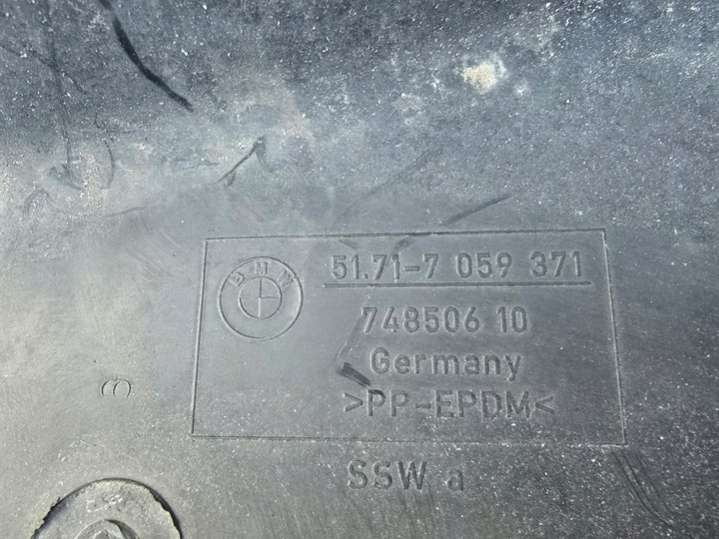 BMW
51.71-7 059 371
748506 10
Germany
>PP-EPDM<
SSW a